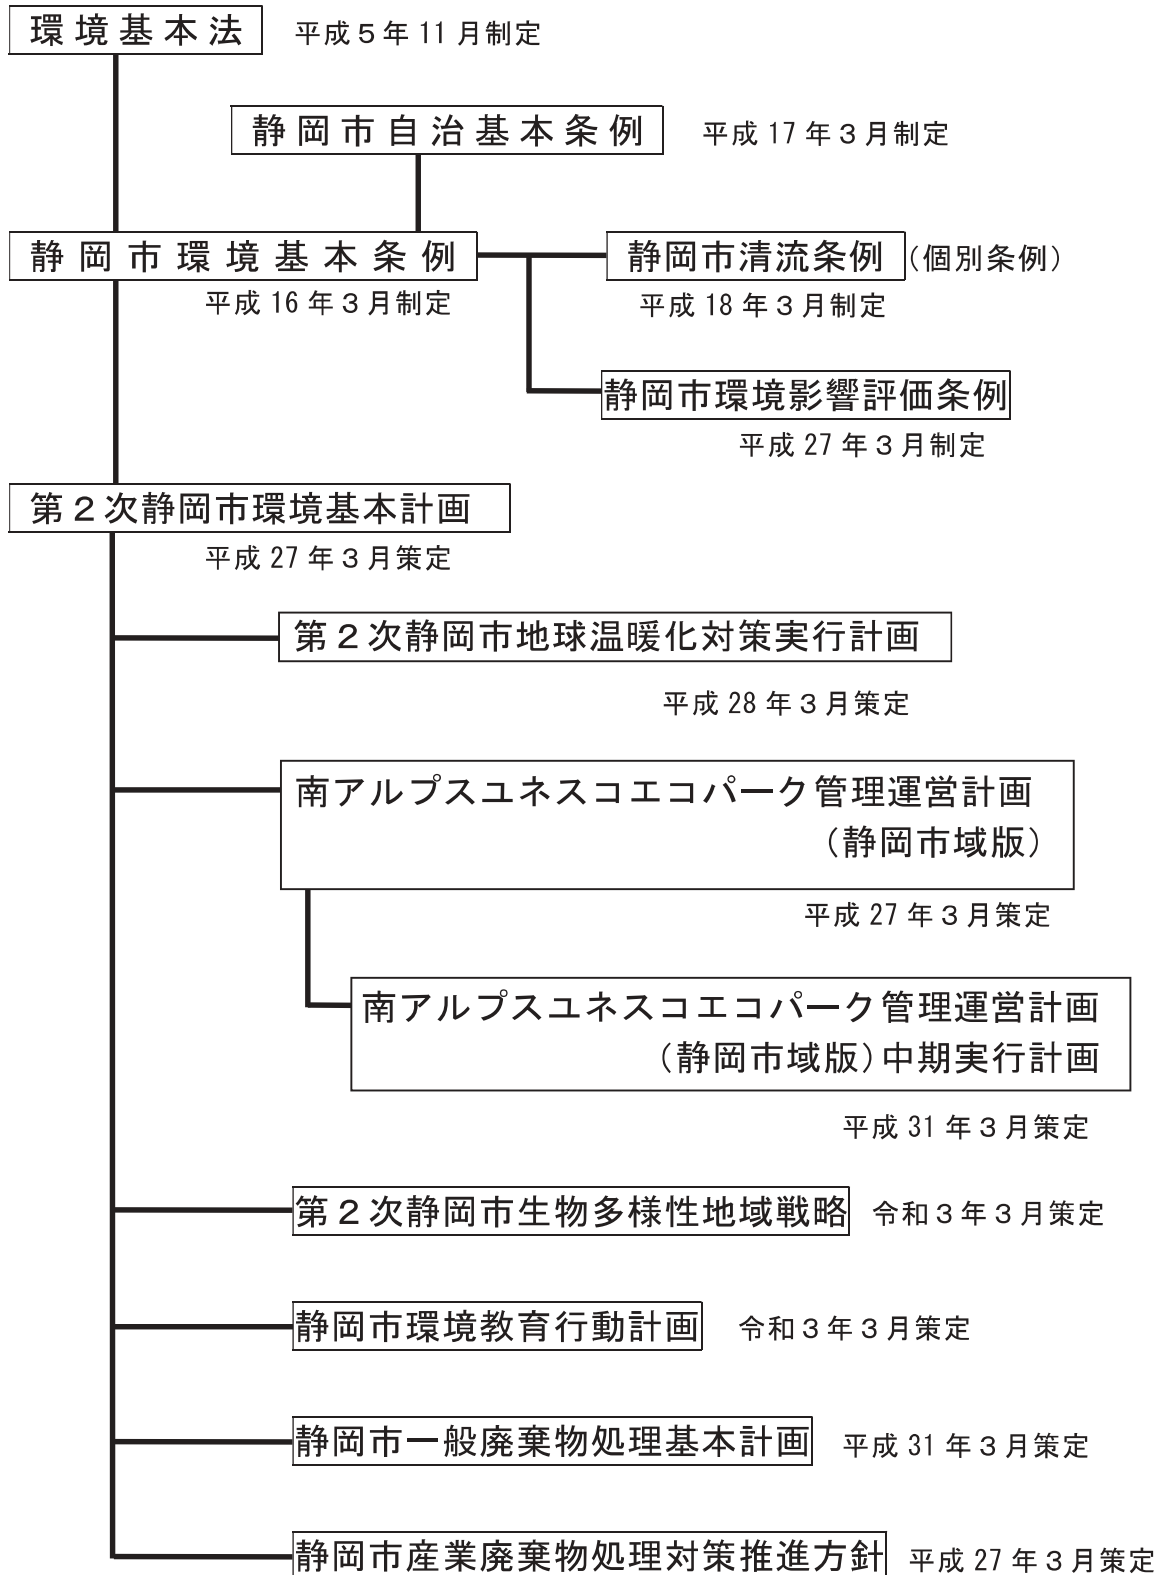 環境基本法 平成５年11月制定
静岡市自治基本条例 平成17年３月制定
静岡市環境基本条例 静岡市清流条例 (個別条例)
平成16年３月制定 平成18年３月制定
静岡市環境影響評価条例
平成27年３月制定
第２次静岡市環境基本計画
平成27年３月策定
第２次静岡市地球温暖化対策実行計画
平成28年３月策定
南アルプスユネスコエコパーク管理運営計画
(静岡市域版)
平成27年３月策定
南アルプスユネスコエコパーク管理運営計画
(静岡市域版)中期実行計画
平成31年３月策定
第２次静岡市生物多様性地域戦略 令和３年３月策定
静岡市環境教育行動計画 令和３年３月策定
静岡市一般廃棄物処理基本計画 平成31年３月策定
静岡市産業廃棄物処理対策推進方針 平成27年３月策定